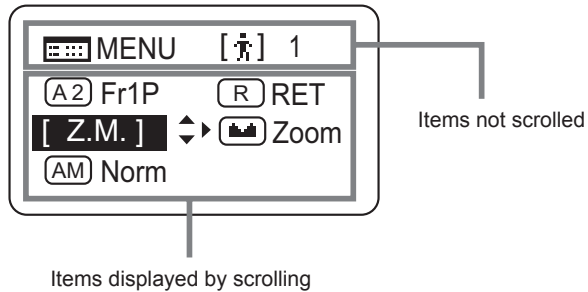 MENU [ ] 1
A2 Fr1P R RET
[ Z.M. ] Zoom
AM Norm
Items not scrolled
Items displayed by scrolling